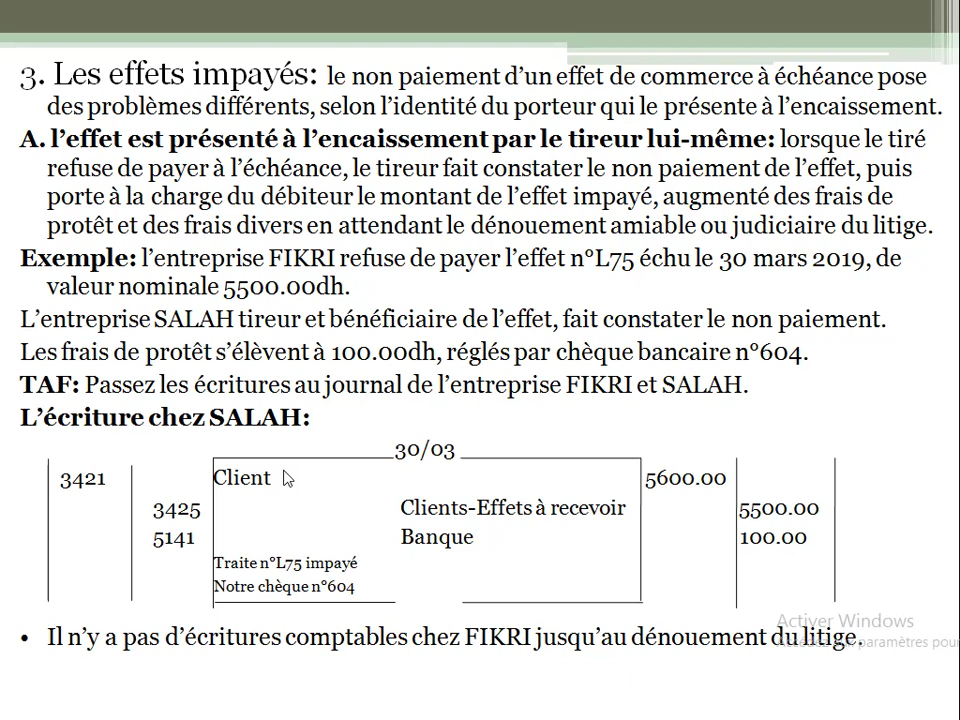 3. Les effets impayés: le non paiement d'un effet de commerce à échéance pose
des problèmes différents, selon l'identité du porteur qui le présente à l'encaissement.
A. l'effet est présenté à l'encaissement par le tireur lui-même: lorsque le tiré
refuse de payer à l'échéance, le tireur fait constater le non paiement de l'effet, puis
porte à la charge du débiteur le montant de l'effet impayé, augmenté des frais de
protêt et des frais divers en attendant le dénouement amiable ou judiciaire du litige.
Exemple: l'entreprise FIKRI refuse de payer l'effet n°L75 échu le 30 mars 2019, de
valeur nominale 5500.00dh.
L'entreprise SALAH tireur et bénéficiaire de l'effet, fait constater le non paiement.
Les frais de protêt s'élèvent à 100.00dh, réglés par chèque bancaire n°604.
TAF: Passez les écritures au journal de l'entreprise FIKRI et SALAH.
L'écriture chez SALAH:
30/03
3421 Client 5600.00
3425 Clients-Effets à recevoir 5500.00
5141 Banque 100.00
Traite n°L75 impayé
Notre chèque n°604
Activer Windows
• Il n'y a pas d'écritures comptables chez FIKRI jusqu'au dénouement du litige.
paramètres pour